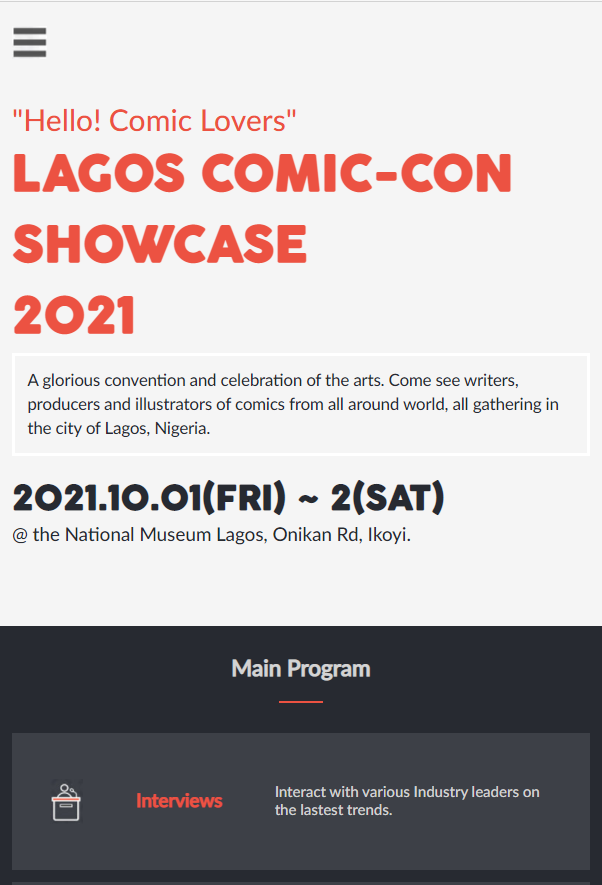 "Hello! Comic Lovers"
LAGOS COMIC-CON
SHOWCASE
2021
A glorious convention and celebration of the arts. Come see writers,
producers and illustrators of comics from all around world, all gathering in
the city of Lagos, Nigeria.
2021.10.01(FRI) ~ 2(SAT)
@ the National Museum Lagos, Onikan Rd, Ikoyi.
Main Program
Interviews
Interact with various Industry leaders on
the lastest trends.